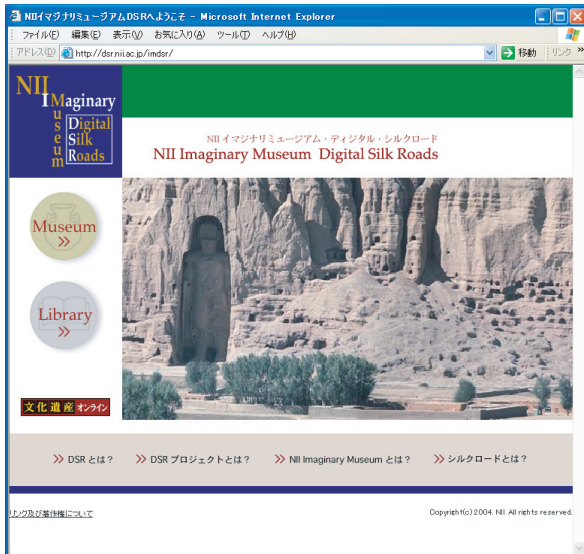 NIIイマジナリミュージアムDSRへようこそ - Microsoft Internet Explorer
ファイル(F) 編集(E) 表示(V) お気に入り(A) ツール(T) ヘルプ(H)
アドレス(D) http://dsr.nii.ac.jp/imdsr/ 移動 リンク »
NII
IMaginary
Museum
Digital
Silk
Roads
NII イマジナリミュージアム・ディジタル・シルクロード
NII Imaginary Museum Digital Silk Roads
Museum
Library
文化遺産 オンライン
DSR とは? DSR プロジェクトとは? NII Imaginary Museum とは? シルクロードとは?
リンク及び著作権について Copyright(c)2004. NII All rights reserved.